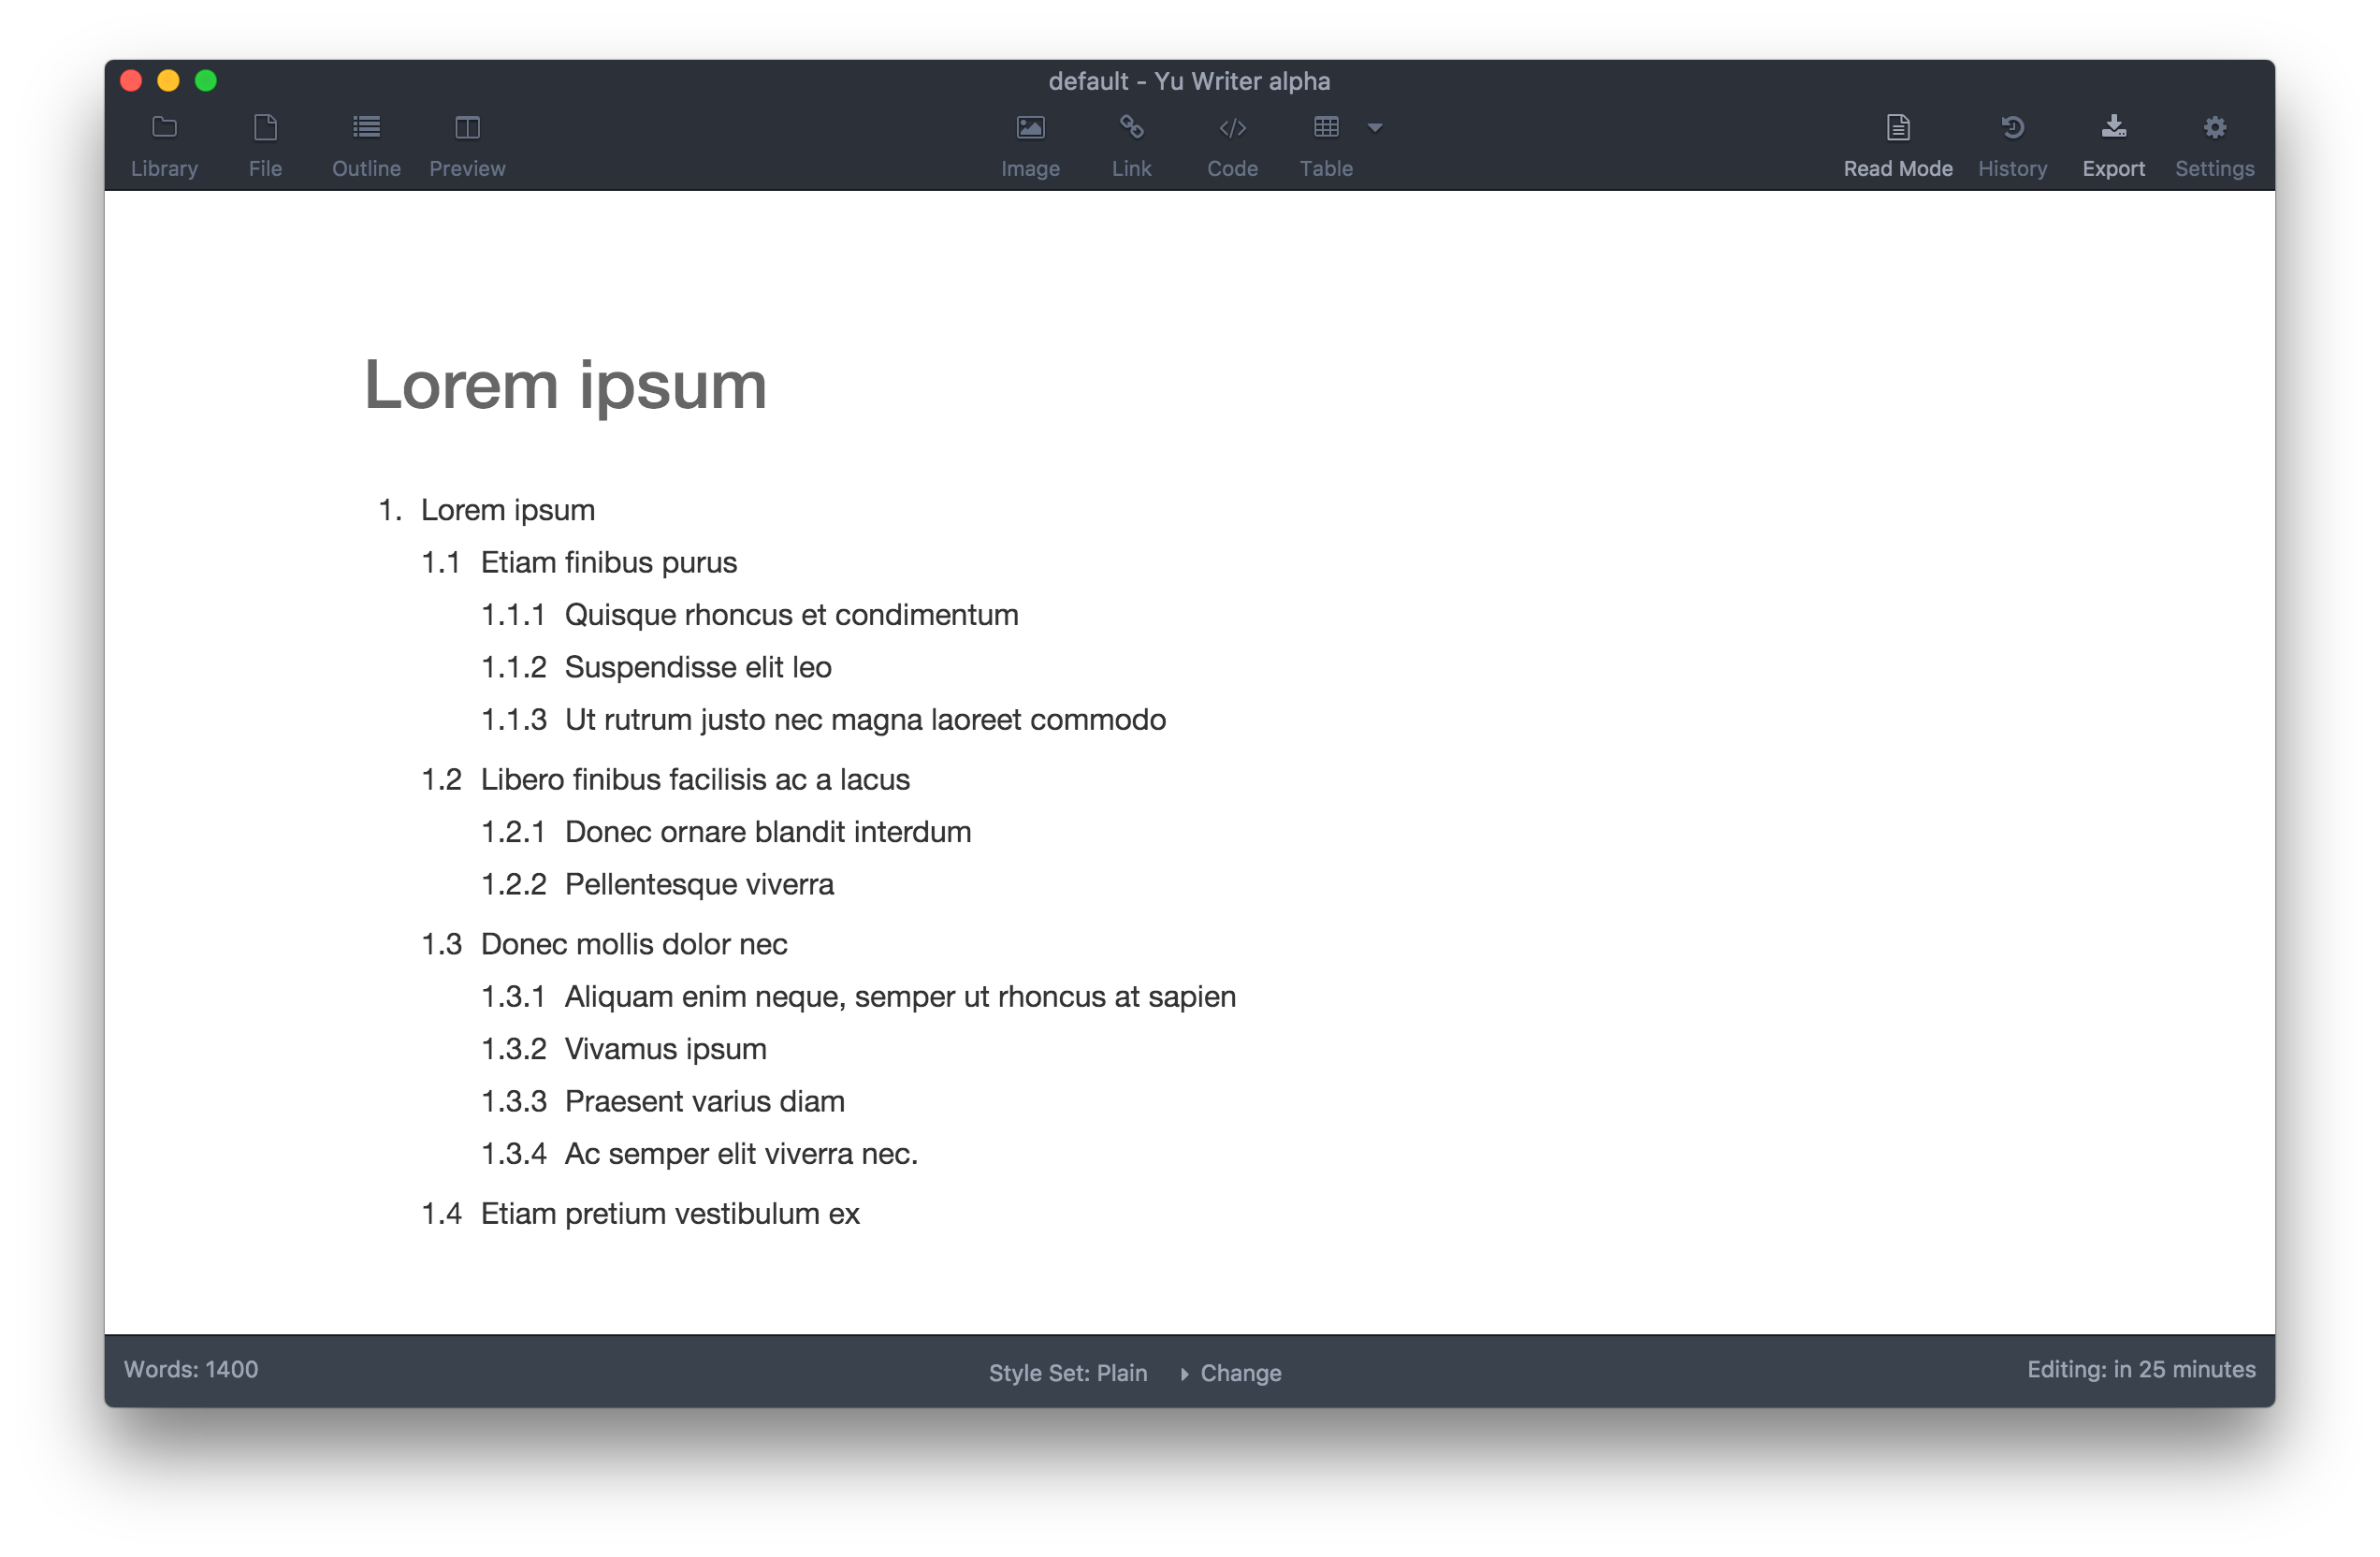 default - Yu Writer alpha
Library File Outline Preview Image Link Code Table Read Mode History Export Settings
Lorem ipsum
1. Lorem ipsum
1.1 Etiam finibus purus
1.1.1 Quisque rhoncus et condimentum
1.1.2 Suspendisse elit leo
1.1.3 Ut rutrum justo nec magna laoreet commodo
1.2 Libero finibus facilisis ac a lacus
1.2.1 Donec ornare blandit interdum
1.2.2 Pellentesque viverra
1.3 Donec mollis dolor nec
1.3.1 Aliquam enim neque, semper ut rhoncus at sapien
1.3.2 Vivamus ipsum
1.3.3 Praesent varius diam
1.3.4 Ac semper elit viverra nec.
1.4 Etiam pretium vestibulum ex
Words: 1400 Style Set: Plain Change Editing: in 25 minutes